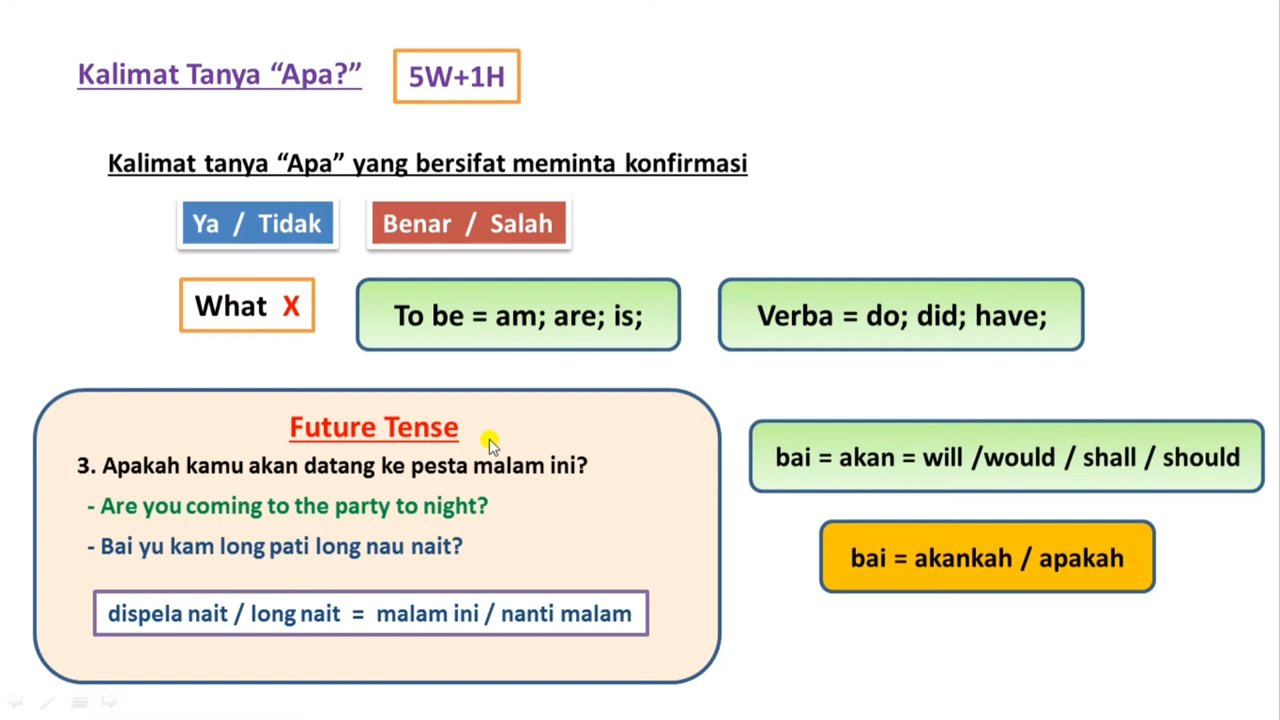 Kalimat Tanya “Apa?”
5W+1H
Kalimat tanya “Apa” yang bersifat meminta konfirmasi
Ya / Tidak
Benar / Salah
What X
To be = am; are; is;
Verba = do; did; have;
Future Tense
3. Apakah kamu akan datang ke pesta malam ini?
- Are you coming to the party to night?
- Bai yu kam long pati long nau nait?
dispela nait / long nait = malam ini / nanti malam
bai = akan = will /would / shall / should
bai = akankah / apakah